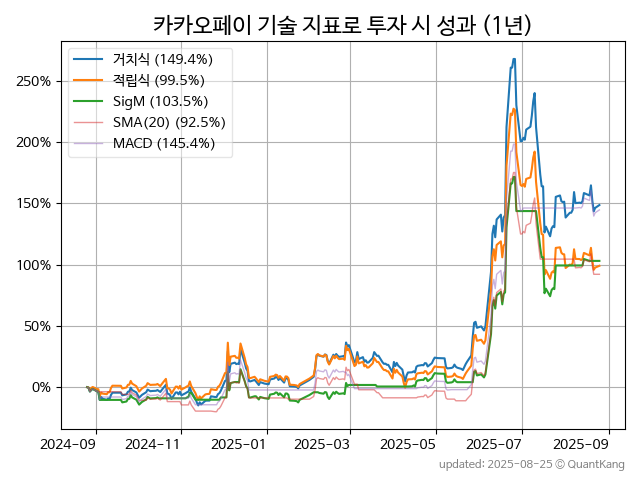 카카오페이 기술 지표로 투자 시 성과 (1년)
거치식 (149.4%)
적립식 (99.5%)
SigM (103.5%)
SMA(20) (92.5%)
MACD (145.4%)
250%
200%
150%
100%
50%
0%
2024-09 2024-11 2025-01 2025-03 2025-05 2025-07 2025-09
updated: 2025-08-25 © QuantKang